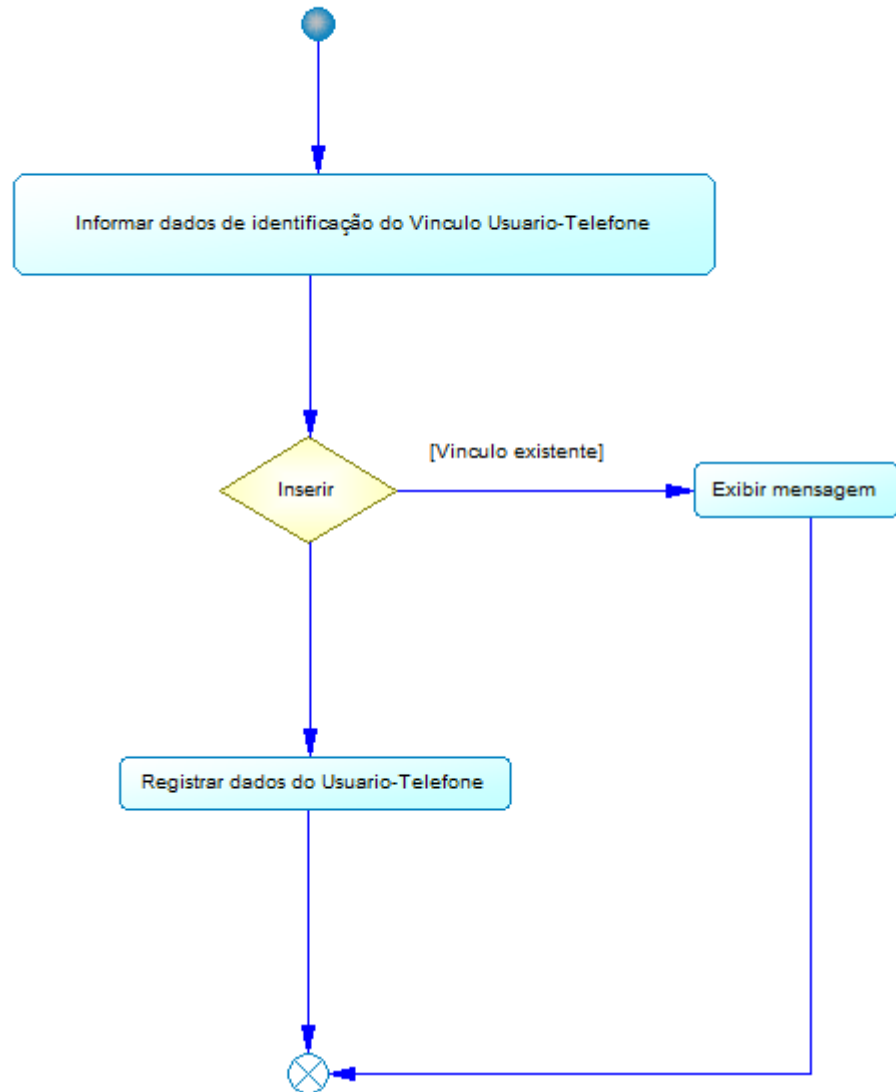 Informar dados de identificação do Vinculo Usuario-Telefone
[Vinculo existente]
Inserir
Exibir mensagem
Registrar dados do Usuario-Telefone